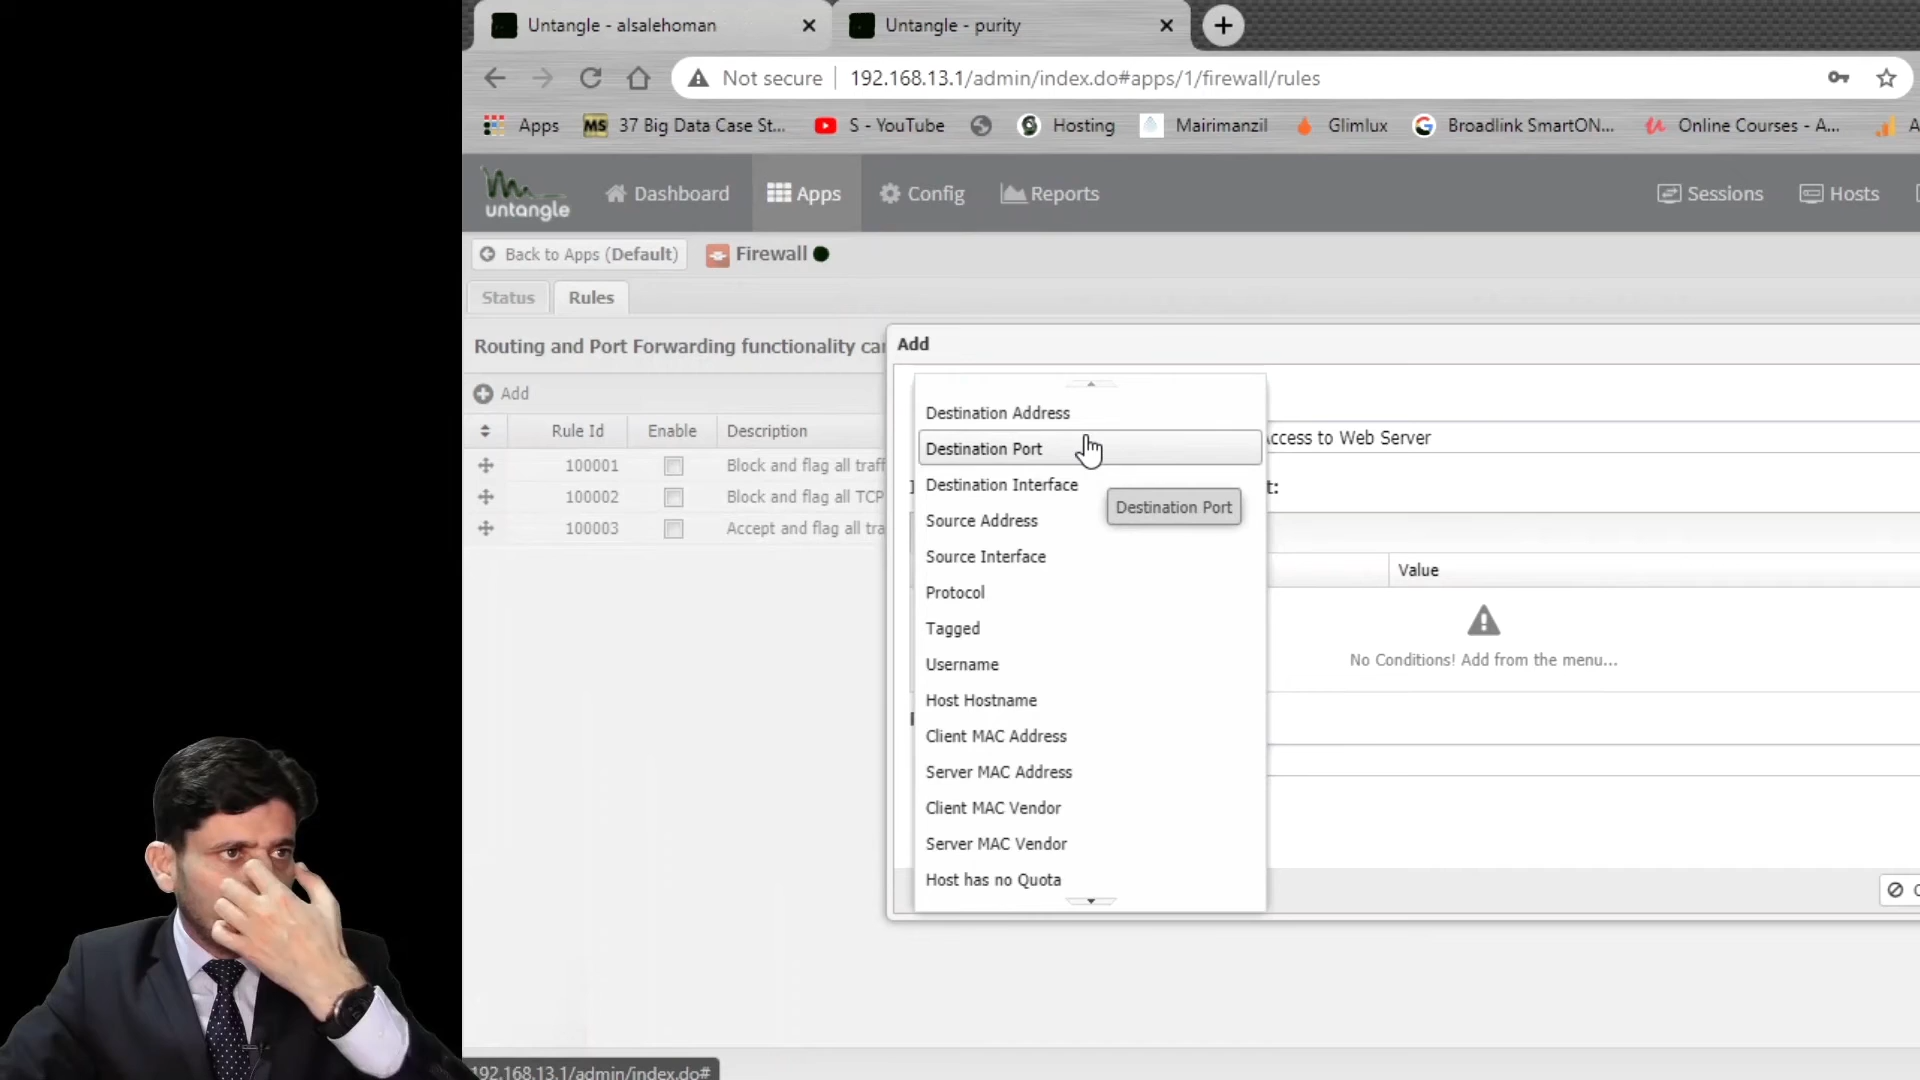 Untangle - alsalehoman
Untangle - purity
Not secure
192.168.13.1/admin/index.do#apps/1/firewall/rules
Apps
MS
37 Big Data Case St...
S - YouTube
Hosting
Mairimanzil
Glimlux
Broadlink SmartON...
Online Courses - A...
A
untangle
Dashboard
Apps
Config
Reports
Sessions
Hosts
Back to Apps (Default)
Firewall
Status
Rules
Routing and Port Forwarding functionality ca
Add
Rule Id
Enable
Description
100001
Block and flag all traff
100002
Block and flag all TCP
100003
Accept and flag all tra
Add
Destination Address
Destination Port
Destination Interface
Source Address
Source Interface
Protocol
Tagged
Username
Host Hostname
Client MAC Address
Server MAC Address
Client MAC Vendor
Server MAC Vendor
Host has no Quota
Destination Port
ccess to Web Server
t:
Value
No Conditions! Add from the menu...
192.168.13.1/admin/index.do#